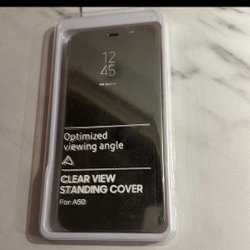 12
45
Optimized
viewing angle
CLEAR VIEW
STANDING COVER
For A50